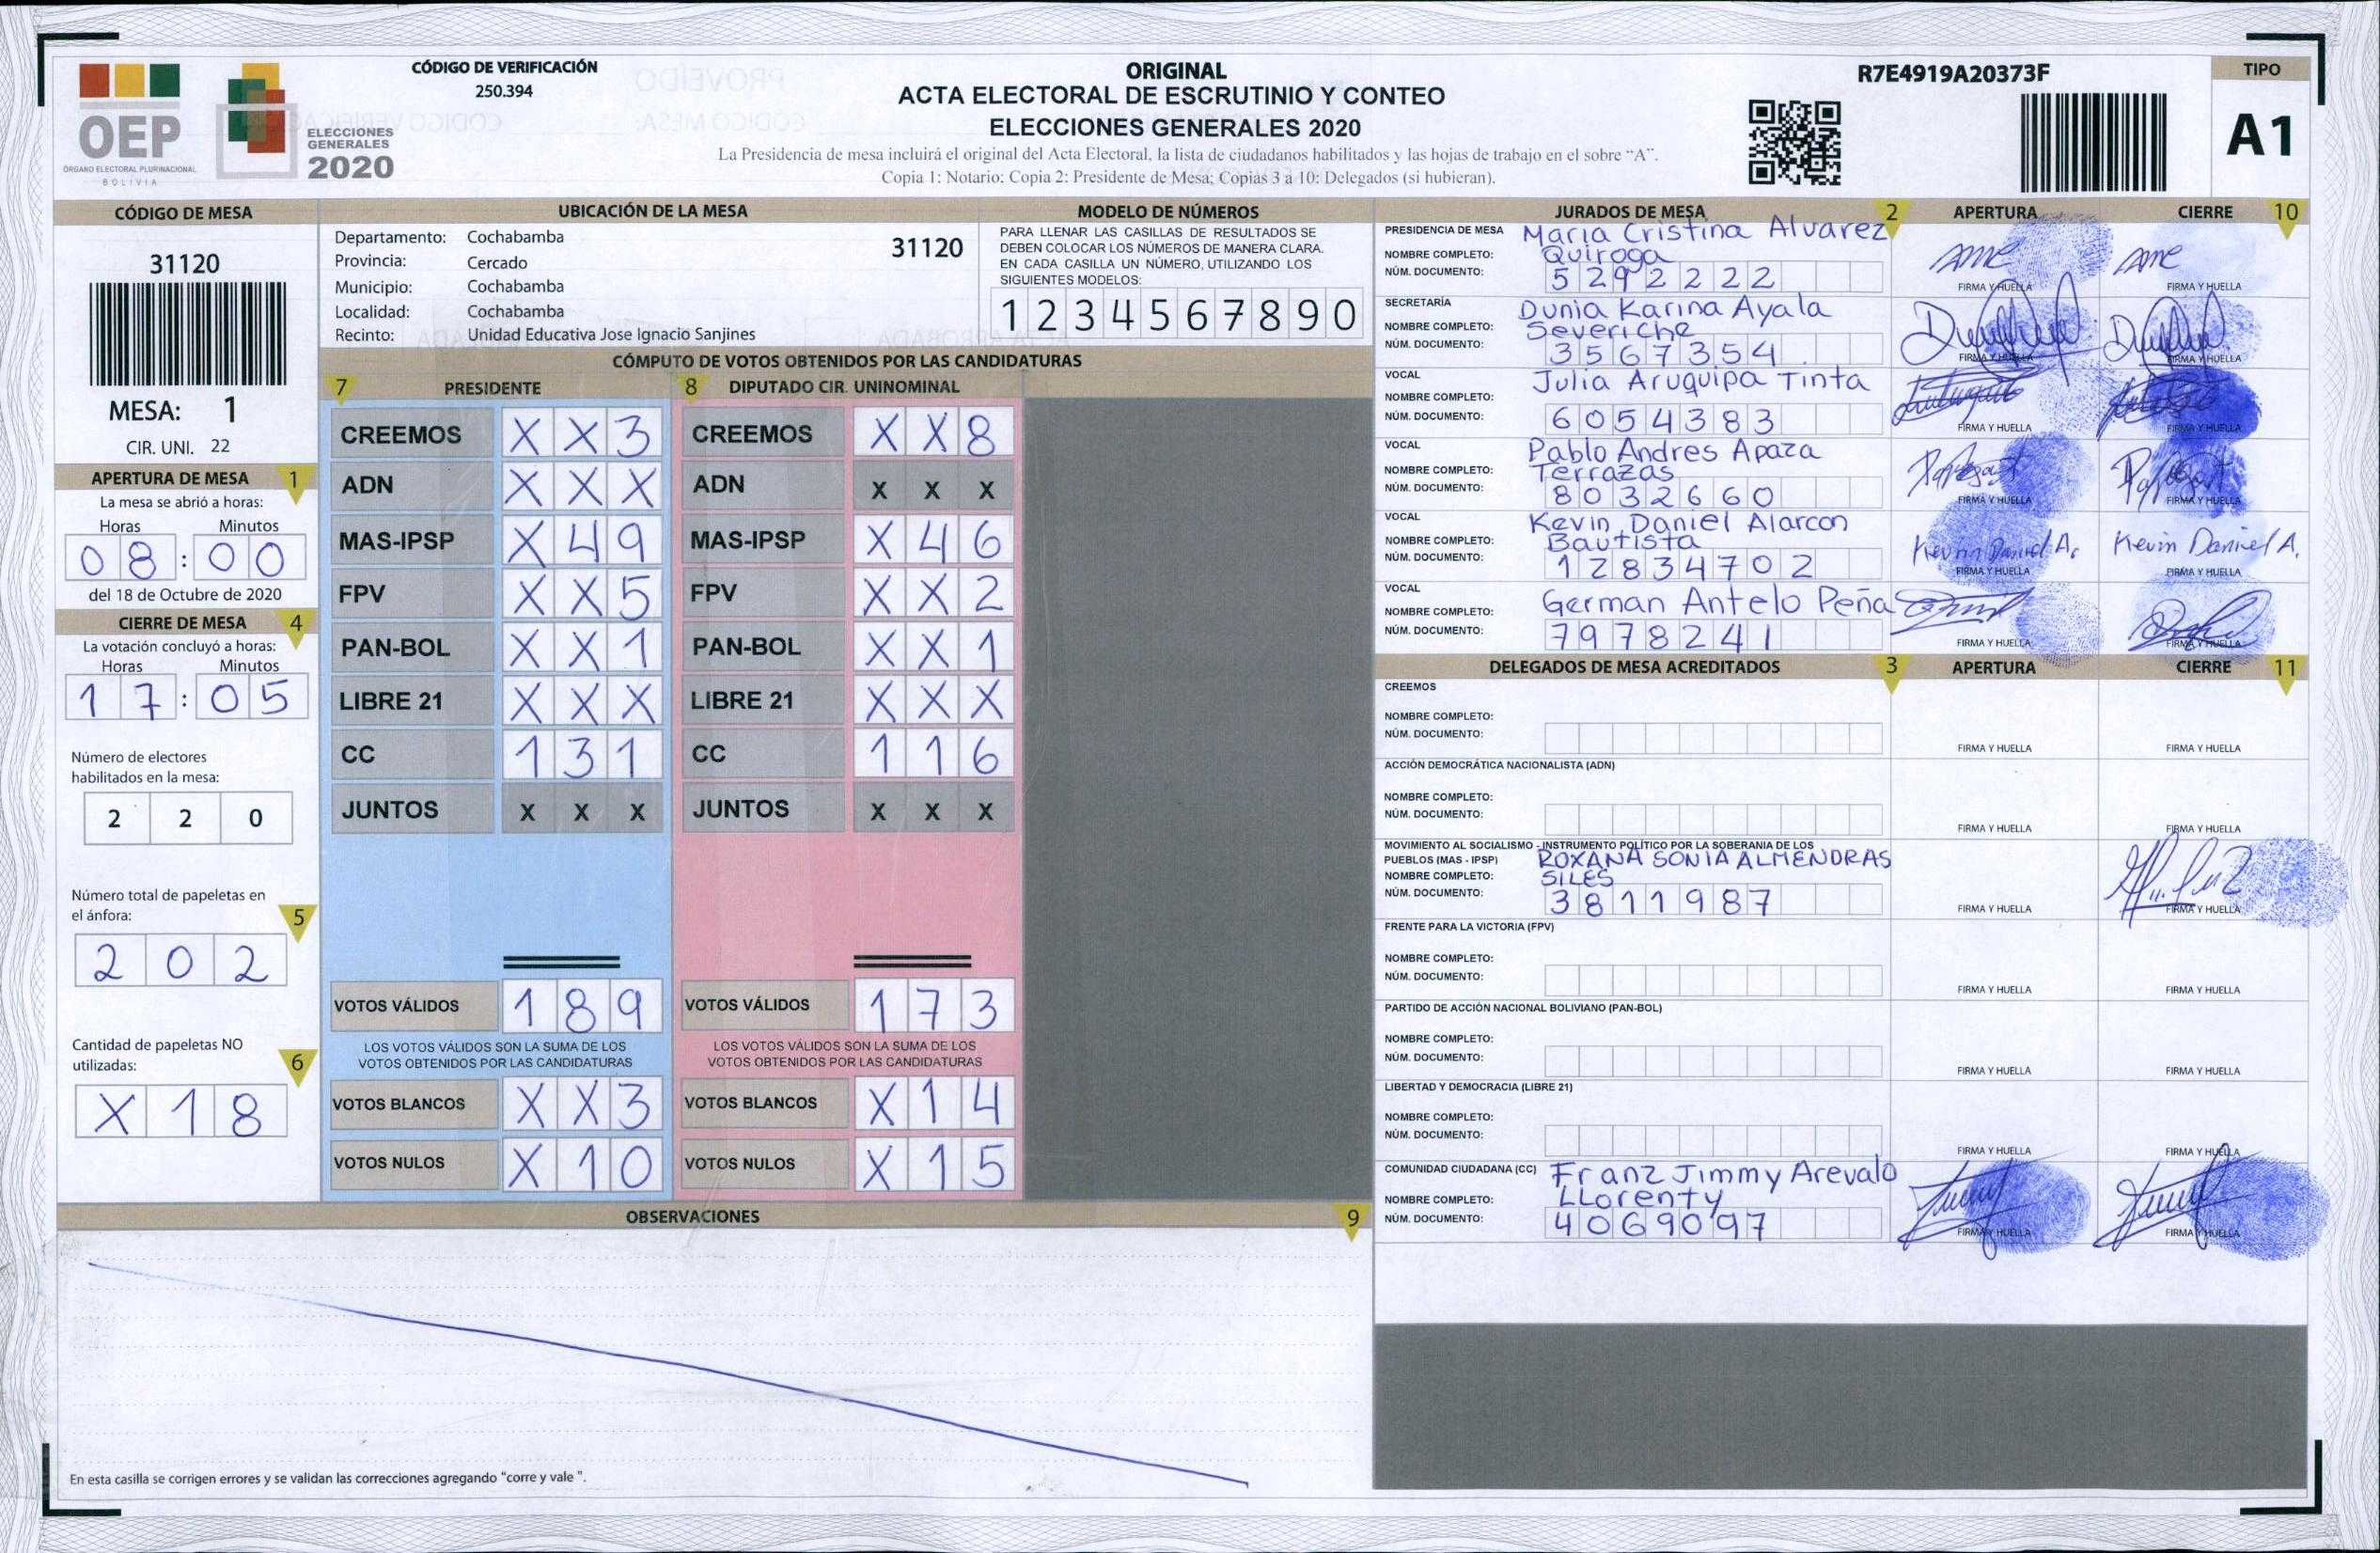 OEP
ÓRGANO ELECTORAL PLURINACIONAL
BOLIVIA
ELECCIONES
GENERALES
2020
CÓDIGO DE VERIFICACIÓN
250.394
ORIGINAL
ACTA ELECTORAL DE ESCRUTINIO Y CONTEO
ELECCIONES GENERALES 2020
La Presidencia de mesa incluirá el original del Acta Electoral, la lista de ciudadanos habilitados y las hojas de trabajo en el sobre "A".
Copia 1: Notario; Copia 2: Presidente de Mesa; Copias 3 a 10: Delegados (si hubieran).
R7E4919A20373F
TIPO
A1
CÓDIGO DE MESA
31120
MESA: 1
CIR. UNI. 22
APERTURA DE MESA 1
La mesa se abrió a horas:
Horas Minutos
08:00
del 18 de Octubre de 2020
CIERRE DE MESA 4
La votación concluyó a horas:
Horas Minutos
17:05
Número de electores
habilitados en la mesa:
2 2 0
Número total de papeletas en
el ánfora: 5
2 0 2
Cantidad de papeletas NO
utilizadas: 6
X 1 8
UBICACIÓN DE LA MESA
Departamento: Cochabamba 31120
Provincia: Cercado
Municipio: Cochabamba
Localidad: Cochabamba
Recinto: Unidad Educativa Jose Ignacio Sanjines
MODELO DE NÚMEROS
PARA LLENAR LAS CASILLAS DE RESULTADOS SE
DEBEN COLOCAR LOS NÚMEROS DE MANERA CLARA.
EN CADA CASILLA UN NÚMERO, UTILIZANDO LOS
SIGUIENTES MODELOS:
1 2 3 4 5 6 7 8 9 0
CÓMPUTO DE VOTOS OBTENIDOS POR LAS CANDIDATURAS
7 PRESIDENTE 8 DIPUTADO CIR. UNINOMINAL
CREEMOS X X 3 CREEMOS X X 8
ADN X X X ADN X X X
MAS-IPSP X 4 9 MAS-IPSP X 4 6
FPV X X 5 FPV X X 2
PAN-BOL X X 1 PAN-BOL X X 1
LIBRE 21 X X X LIBRE 21 X X X
CC 1 3 1 CC 1 1 6
JUNTOS X X X JUNTOS X X X
VOTOS VÁLIDOS 1 8 9 VOTOS VÁLIDOS 1 7 3
LOS VOTOS VÁLIDOS SON LA SUMA DE LOS LOS VOTOS VÁLIDOS SON LA SUMA DE LOS
VOTOS OBTENIDOS POR LAS CANDIDATURAS VOTOS OBTENIDOS POR LAS CANDIDATURAS
VOTOS BLANCOS X X 3 VOTOS BLANCOS X 1 4
VOTOS NULOS X 1 0 VOTOS NULOS X 1 5
OBSERVACIONES 9
En esta casilla se corrigen errores y se validan las correcciones agregando "corre y vale ".
JURADOS DE MESA 2 APERTURA CIERRE 10
PRESIDENCIA DE MESA Maria Cristina Alvarez
NOMBRE COMPLETO: Quiroga
NÚM. DOCUMENTO: 5292222
FIRMA Y HUELLA FIRMA Y HUELLA
SECRETARÍA Dunia Karina Ayala
NOMBRE COMPLETO: Severiche
NÚM. DOCUMENTO: 3567354
FIRMA Y HUELLA FIRMA Y HUELLA
VOCAL Julia Aruquipa Tinta
NOMBRE COMPLETO:
NÚM. DOCUMENTO: 6054383
FIRMA Y HUELLA FIRMA Y HUELLA
VOCAL Pablo Andres Apaza
NOMBRE COMPLETO: Terrazas
NÚM. DOCUMENTO: 8032660
FIRMA Y HUELLA FIRMA Y HUELLA
VOCAL Kevin Daniel Alarcon
NOMBRE COMPLETO: Bautista
NÚM. DOCUMENTO: 12834702
Kevin Daniel A. Kevin Daniel A.
FIRMA Y HUELLA FIRMA Y HUELLA
VOCAL German Antelo Peña
NOMBRE COMPLETO:
NÚM. DOCUMENTO: 7978241
FIRMA Y HUELLA FIRMA Y HUELLA
DELEGADOS DE MESA ACREDITADOS 3 APERTURA CIERRE 11
CREEMOS
NOMBRE COMPLETO:
NÚM. DOCUMENTO:
FIRMA Y HUELLA FIRMA Y HUELLA
ACCIÓN DEMOCRÁTICA NACIONALISTA (ADN)
NOMBRE COMPLETO:
NÚM. DOCUMENTO:
FIRMA Y HUELLA FIRMA Y HUELLA
MOVIMIENTO AL SOCIALISMO - INSTRUMENTO POLÍTICO POR LA SOBERANIA DE LOS
PUEBLOS (MAS - IPSP) ROXANA SONIA ALMENDRAS
NOMBRE COMPLETO: SILES
NÚM. DOCUMENTO: 3811987
FIRMA Y HUELLA FIRMA Y HUELLA
FRENTE PARA LA VICTORIA (FPV)
NOMBRE COMPLETO:
NÚM. DOCUMENTO:
FIRMA Y HUELLA FIRMA Y HUELLA
PARTIDO DE ACCIÓN NACIONAL BOLIVIANO (PAN-BOL)
NOMBRE COMPLETO:
NÚM. DOCUMENTO:
FIRMA Y HUELLA FIRMA Y HUELLA
LIBERTAD Y DEMOCRACIA (LIBRE 21)
NOMBRE COMPLETO:
NÚM. DOCUMENTO:
FIRMA Y HUELLA FIRMA Y HUELLA
COMUNIDAD CIUDADANA (CC) Franz Jimmy Arevalo
NOMBRE COMPLETO: LLorenty
NÚM. DOCUMENTO: 4069097
FIRMA Y HUELLA FIRMA Y HUELLA